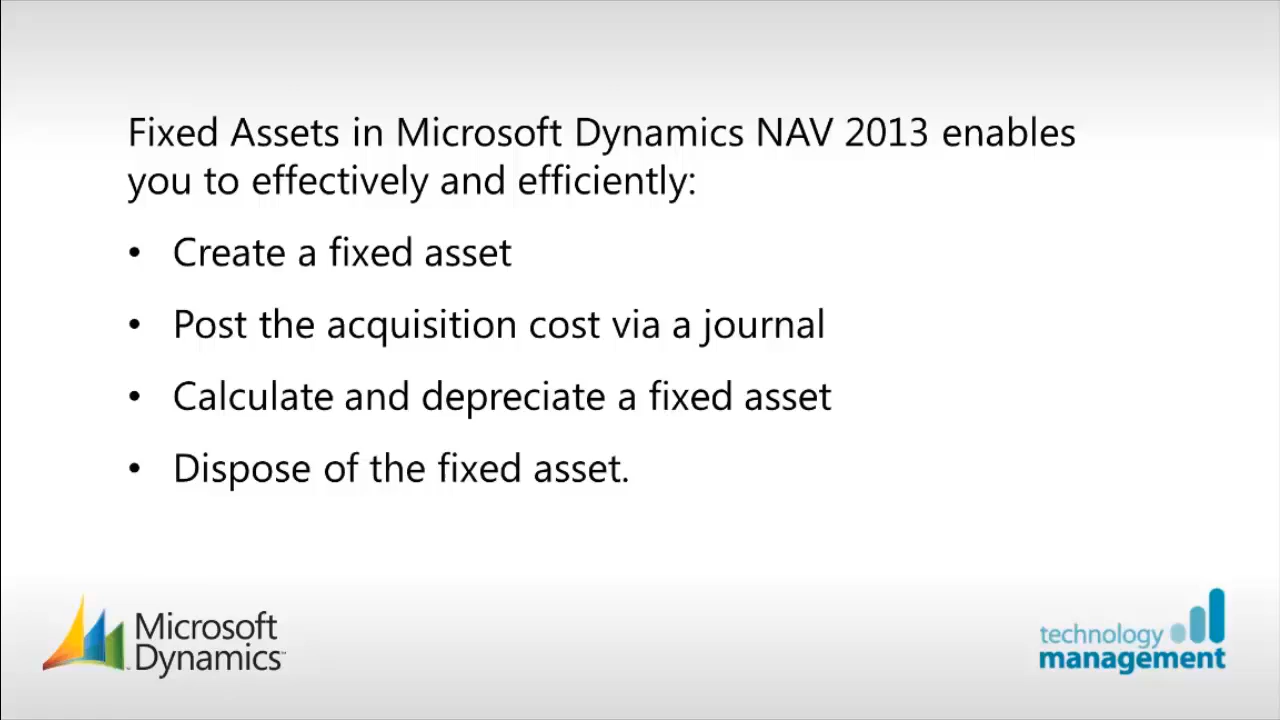 Fixed Assets in Microsoft Dynamics NAV 2013 enables
you to effectively and efficiently:
• Create a fixed asset
• Post the acquisition cost via a journal
• Calculate and depreciate a fixed asset
• Dispose of the fixed asset.
Microsoft
Dynamics™
technology
management